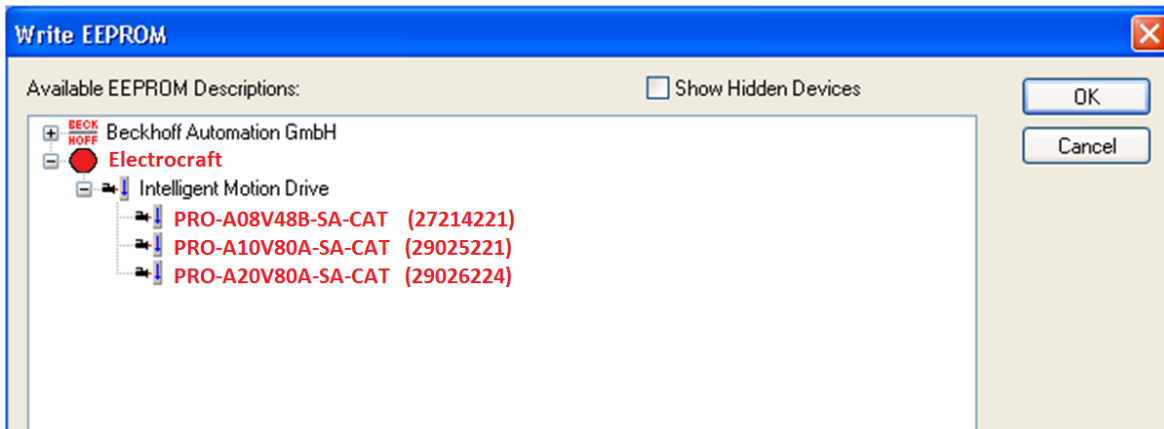 Write EEPROM
Available EEPROM Descriptions:
Show Hidden Devices
OK
BECK
HOFF
Beckhoff Automation GmbH
Cancel
Electrocraft
Intelligent Motion Drive
PRO-A08V48B-SA-CAT (27214221)
PRO-A10V80A-SA-CAT (29025221)
PRO-A20V80A-SA-CAT (29026224)